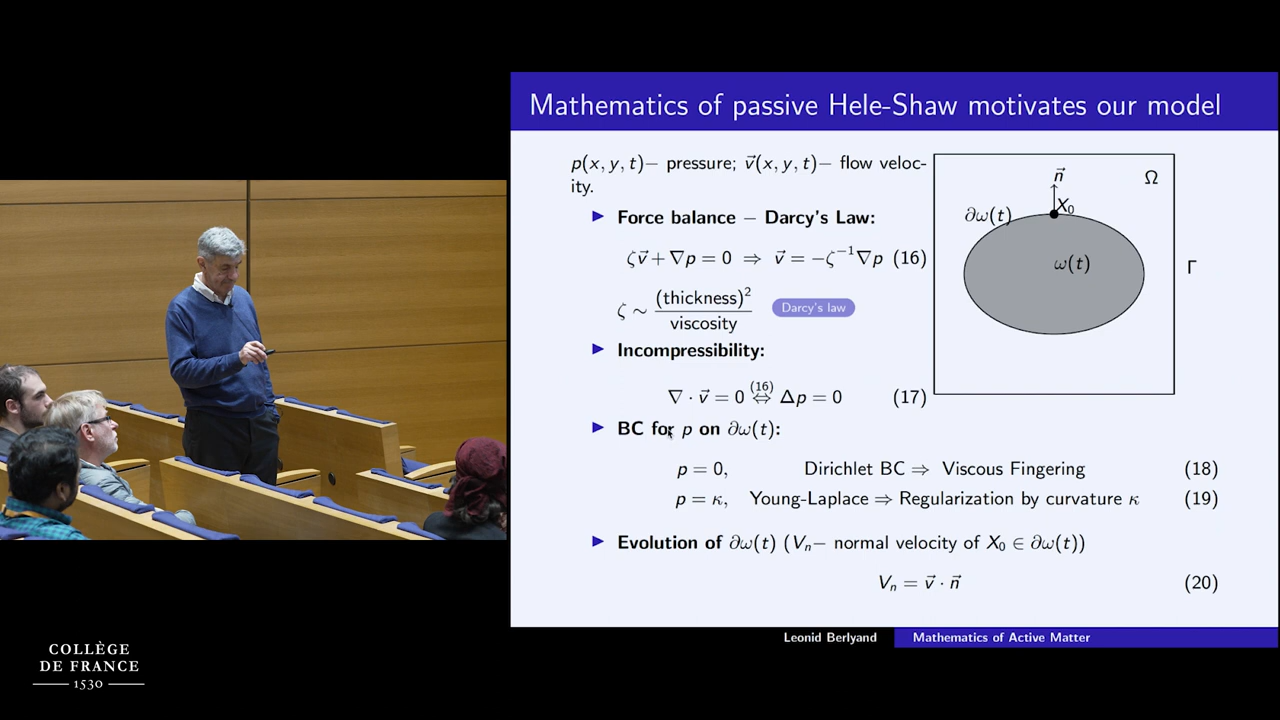 Mathematics of passive Hele-Shaw motivates our model
p(x, y, t)− pressure; v⃗(x, y, t)− flow veloc-
ity.
▶ Force balance − Darcy's Law:
ζv⃗ + ∇p = 0 ⇒ v⃗ = −ζ⁻¹∇p (16)
ζ ∼ (thickness)² / viscosity Darcy's law
▶ Incompressibility:
∇ · v⃗ = 0 (16)⇔ Δp = 0 (17)
▶ BC for p on ∂ω(t):
p = 0, Dirichlet BC ⇒ Viscous Fingering (18)
p = κ, Young-Laplace ⇒ Regularization by curvature κ (19)
▶ Evolution of ∂ω(t) (Vₙ− normal velocity of X₀ ∈ ∂ω(t))
Vₙ = v⃗ · n⃗ (20)
n⃗
Ω
X₀
∂ω(t)
ω(t)
Γ
Leonid Berlyand Mathematics of Active Matter
COLLÈGE
DE FRANCE
1530